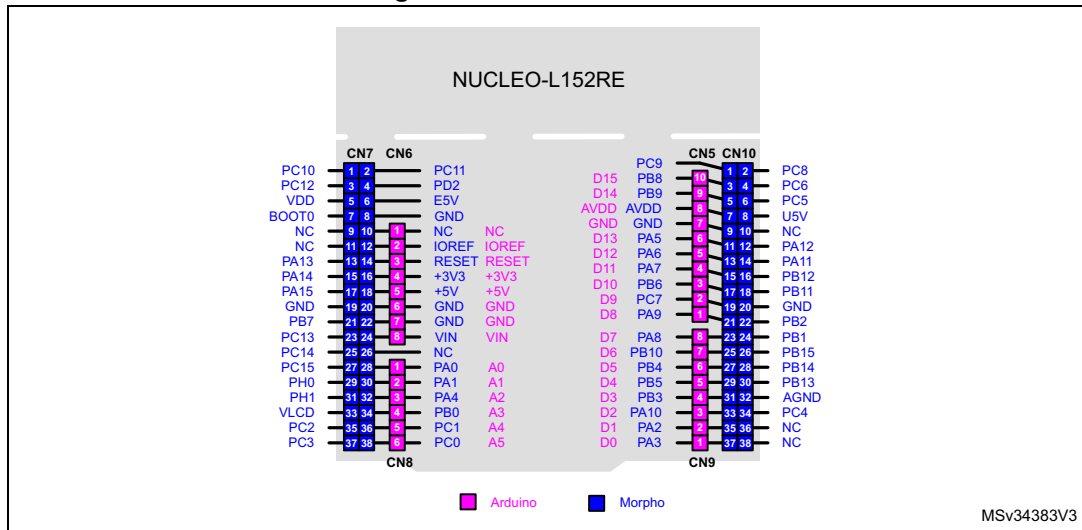 NUCLEO-L152RE
CN7 CN6 CN5 CN10
PC9
PC10 1 2 PC11 1 2 PC8
D15 PB8 10
PC12 3 4 PD2 3 4 PC6
D14 PB9 9
VDD 5 6 E5V 5 6 PC5
AVDD AVDD 8
BOOT0 7 8 GND 7 8 U5V
GND GND 7
NC 9 10 1 NC NC 9 10 NC
D13 PA5 6
NC 11 12 2 IOREF IOREF 11 12 PA12
D12 PA6 5
PA13 13 14 3 RESET RESET 13 14 PA11
D11 PA7 4
PA14 15 16 4 +3V3 +3V3 15 16 PB12
D10 PB6 3
PA15 17 18 5 +5V +5V 17 18 PB11
D9 PC7 2
GND 19 20 6 GND GND 19 20 GND
D8 PA9 1
PB7 21 22 7 GND GND 21 22 PB2
PC13 23 24 8 VIN VIN D7 PA8 8 23 24 PB1
PC14 25 26 NC D6 PB10 7 25 26 PB15
PC15 27 28 1 PA0 A0 D5 PB4 6 27 28 PB14
PH0 29 30 2 PA1 A1 D4 PB5 5 29 30 PB13
PH1 31 32 3 PA4 A2 D3 PB3 4 31 32 AGND
VLCD 33 34 4 PB0 A3 D2 PA10 3 33 34 PC4
PC2 35 36 5 PC1 A4 D1 PA2 2 35 36 NC
PC3 37 38 6 PC0 A5 D0 PA3 1 37 38 NC
CN8 CN9
Arduino Morpho
MSv34383V3